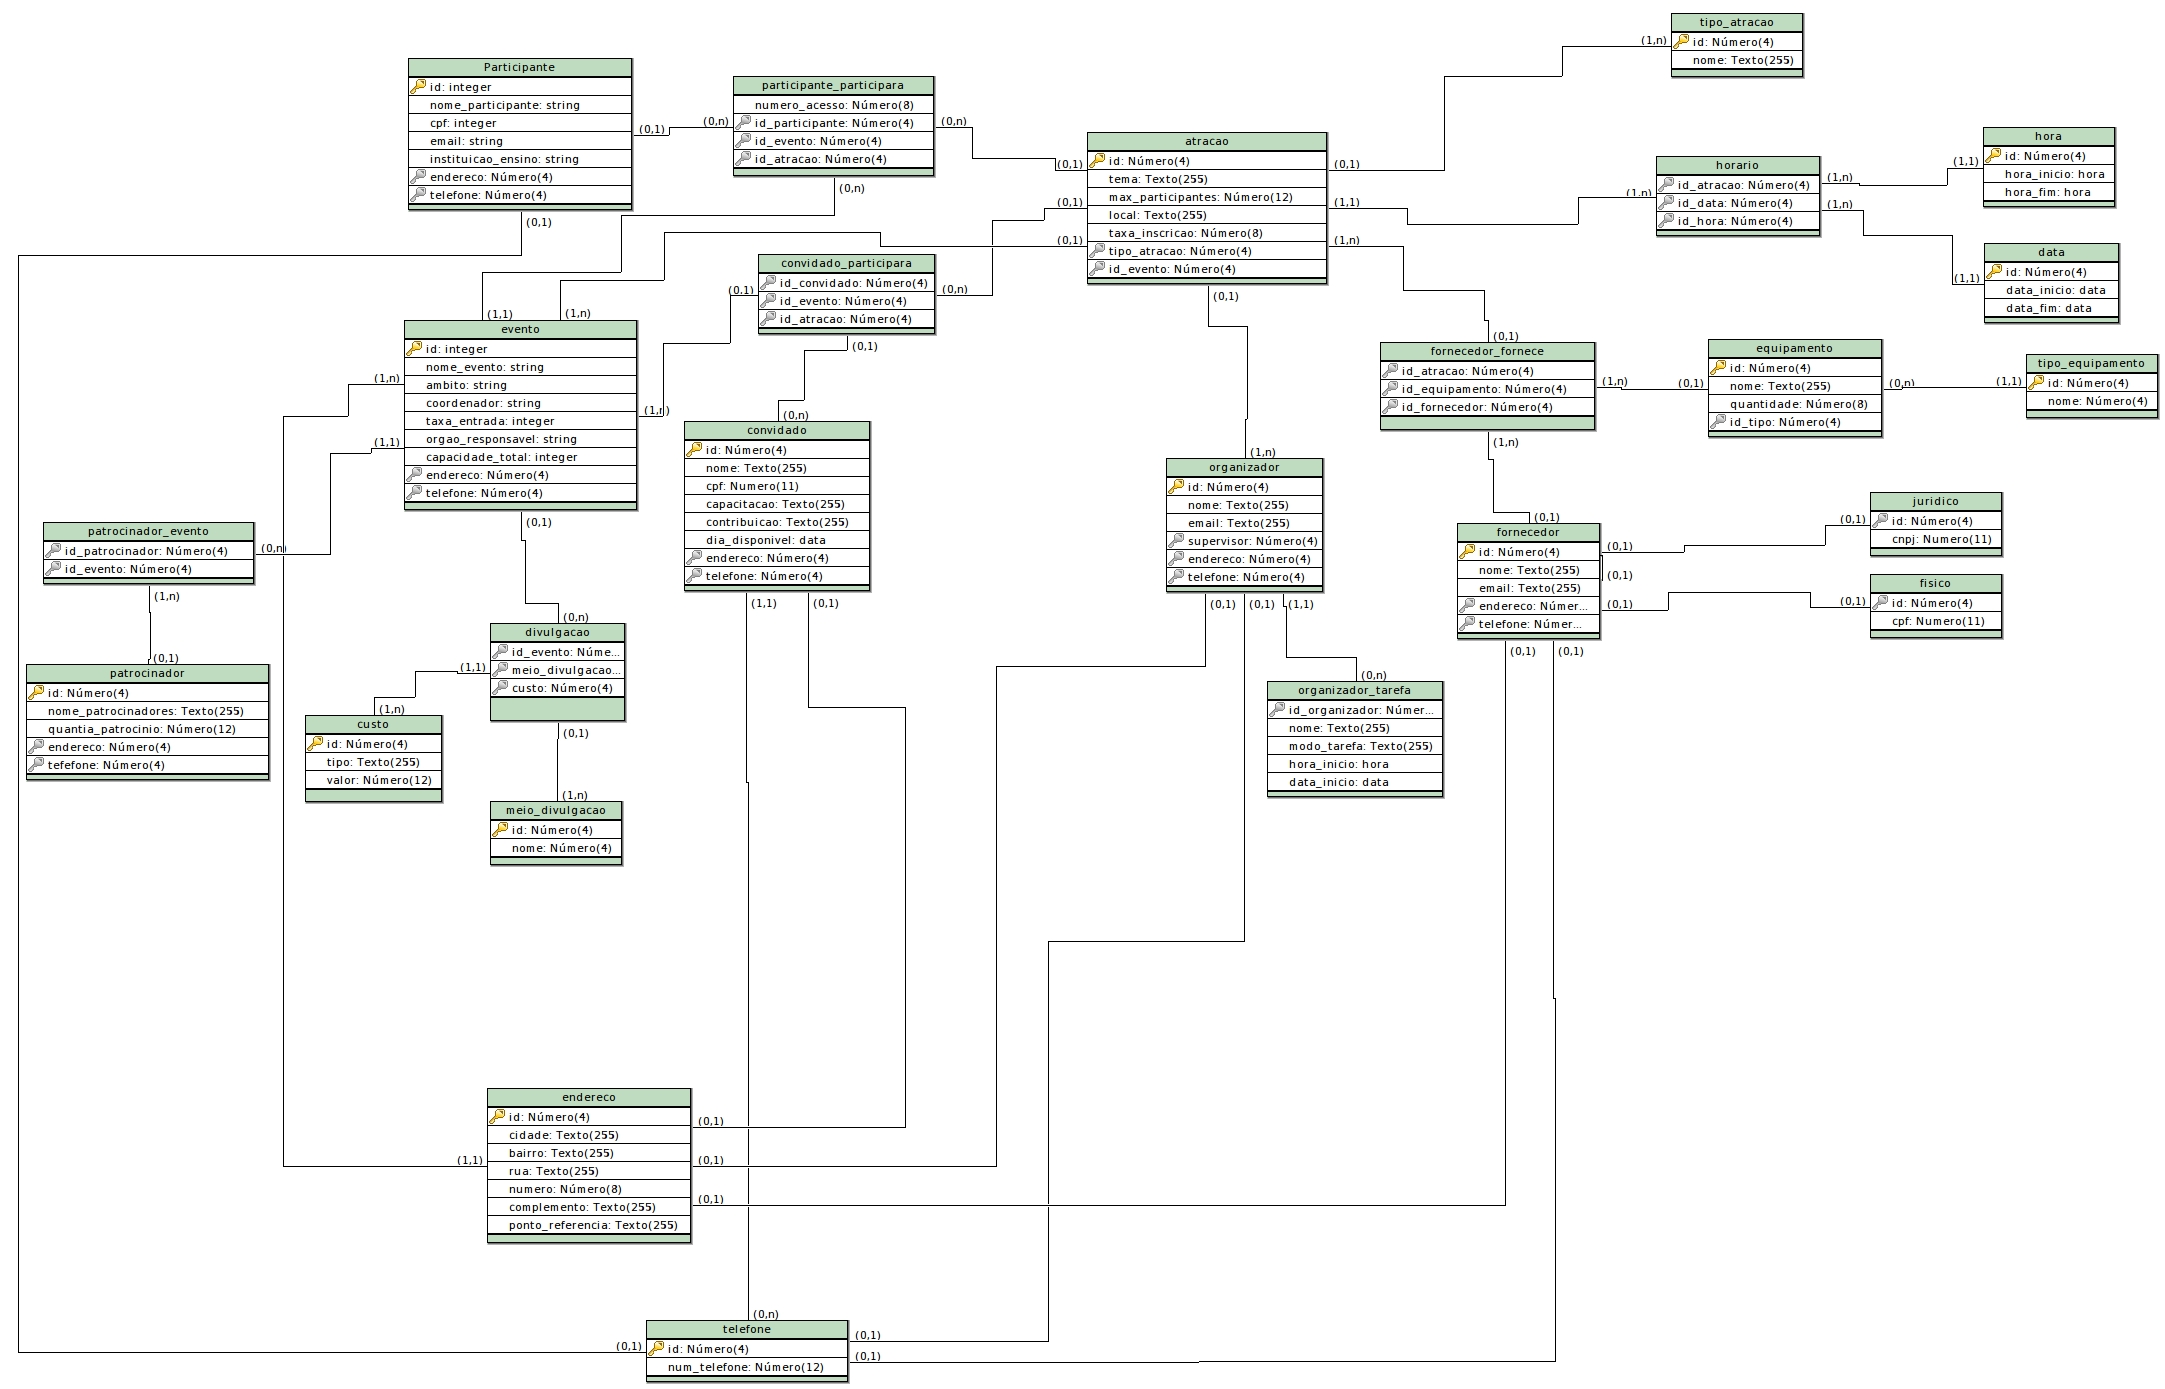 tipo_atracao
id: Número(4)
nome: Texto(255)
(1,n)
Participante
id: integer
nome_participante: string
cpf: integer
email: string
instituicao_ensino: string
endereco: Número(4)
telefone: Número(4)
(0,1)
(0,1)
participante_participara
numero_acesso: Número(8)
id_participante: Número(4)
id_evento: Número(4)
id_atracao: Número(4)
(0,n)
(0,n)
(0,n)
atracao
id: Número(4)
tema: Texto(255)
max_participantes: Número(12)
local: Texto(255)
taxa_inscricao: Número(8)
tipo_atracao: Número(4)
id_evento: Número(4)
(0,1)
(0,1)
(0,1)
(0,1)
(1,1)
(1,n)
(0,1)
horario
id_atracao: Número(4)
id_data: Número(4)
id_hora: Número(4)
(1,n)
(1,n)
(1,n)
hora
id: Número(4)
hora_inicio: hora
hora_fim: hora
(1,1)
data
id: Número(4)
data_inicio: data
data_fim: data
(1,1)
convidado_participara
id_convidado: Número(4)
id_evento: Número(4)
id_atracao: Número(4)
(0,1)
(0,n)
(0,1)
evento
id: integer
nome_evento: string
ambito: string
coordenador: string
taxa_entrada: integer
orgao_responsavel: string
capacidade_total: integer
endereco: Número(4)
telefone: Número(4)
(1,1)
(1,n)
(1,n)
(1,1)
(1,n)
(0,1)
fornecedor_fornece
id_atracao: Número(4)
id_equipamento: Número(4)
id_fornecedor: Número(4)
(0,1)
(1,n)
(1,n)
equipamento
id: Número(4)
nome: Texto(255)
quantidade: Número(8)
id_tipo: Número(4)
(0,1)
(0,n)
tipo_equipamento
id: Número(4)
nome: Número(4)
(1,1)
convidado
id: Número(4)
nome: Texto(255)
cpf: Numero(11)
capacitacao: Texto(255)
contribuicao: Texto(255)
dia_disponivel: data
endereco: Número(4)
telefone: Número(4)
(0,n)
(1,1)
(0,1)
organizador
id: Número(4)
nome: Texto(255)
email: Texto(255)
supervisor: Número(4)
endereco: Número(4)
telefone: Número(4)
(1,n)
(0,1)
(0,1)
(1,1)
fornecedor
id: Número(4)
nome: Texto(255)
email: Texto(255)
endereco: Númer...
telefone: Númer...
(0,1)
(0,1)
(0,1)
(0,1)
(0,1)
(0,1)
juridico
id: Número(4)
cnpj: Numero(11)
(0,1)
fisico
id: Número(4)
cpf: Numero(11)
(0,1)
patrocinador_evento
id_patrocinador: Número(4)
id_evento: Número(4)
(0,n)
(1,n)
patrocinador
id: Número(4)
nome_patrocinadores: Texto(255)
quantia_patrocinio: Número(12)
endereco: Número(4)
tefefone: Número(4)
(0,1)
divulgacao
id_evento: Núme...
meio_divulgacao...
custo: Número(4)
(0,n)
(1,1)
(0,1)
custo
id: Número(4)
tipo: Texto(255)
valor: Número(12)
(1,n)
meio_divulgacao
id: Número(4)
nome: Número(4)
(1,n)
organizador_tarefa
id_organizador: Númer...
nome: Texto(255)
modo_tarefa: Texto(255)
hora_inicio: hora
data_inicio: data
(0,n)
endereco
id: Número(4)
cidade: Texto(255)
bairro: Texto(255)
rua: Texto(255)
numero: Número(8)
complemento: Texto(255)
ponto_referencia: Texto(255)
(1,1)
(0,1)
(0,1)
(0,1)
telefone
id: Número(4)
num_telefone: Número(12)
(0,n)
(0,1)
(0,1)
(0,1)